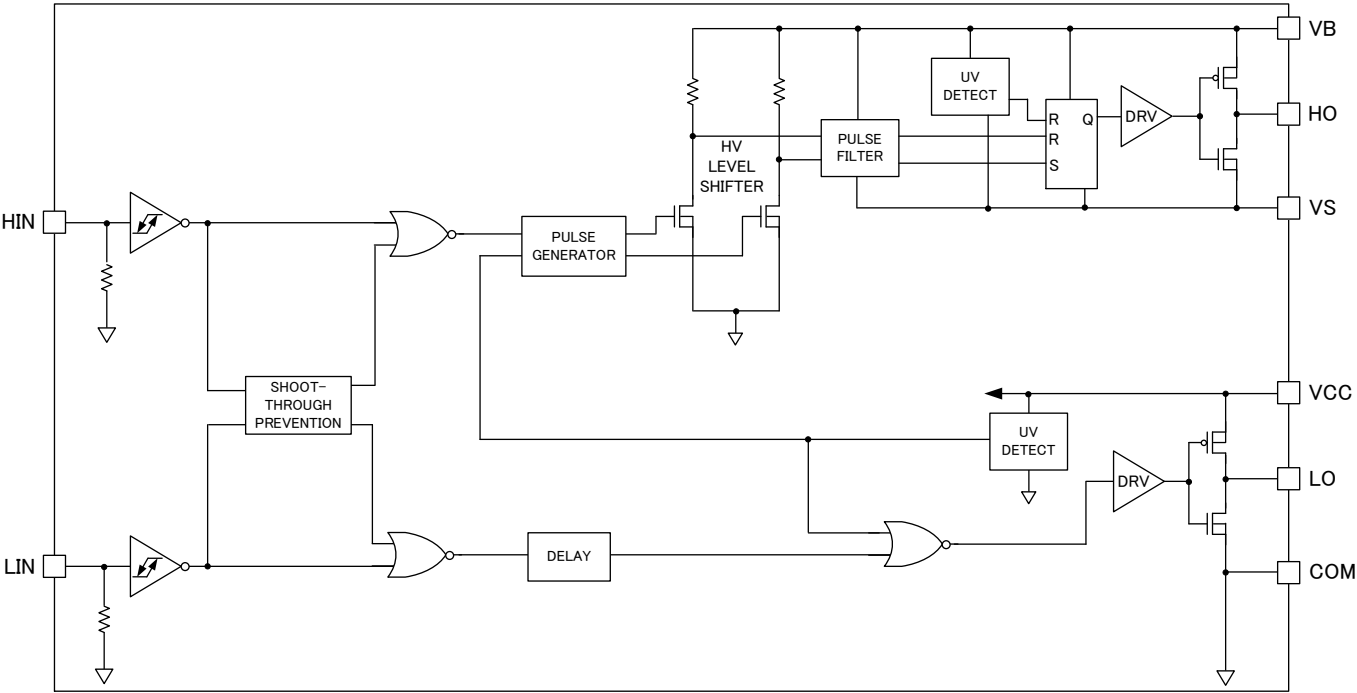 VB
UV
DETECT
HO
DRV
R
Q
R
S
PULSE
FILTER
HV
LEVEL
SHIFTER
VS
HIN
PULSE
GENERATOR
SHOOT-
THROUGH
PREVENTION
VCC
UV
DETECT
DRV
LO
LIN
DELAY
COM